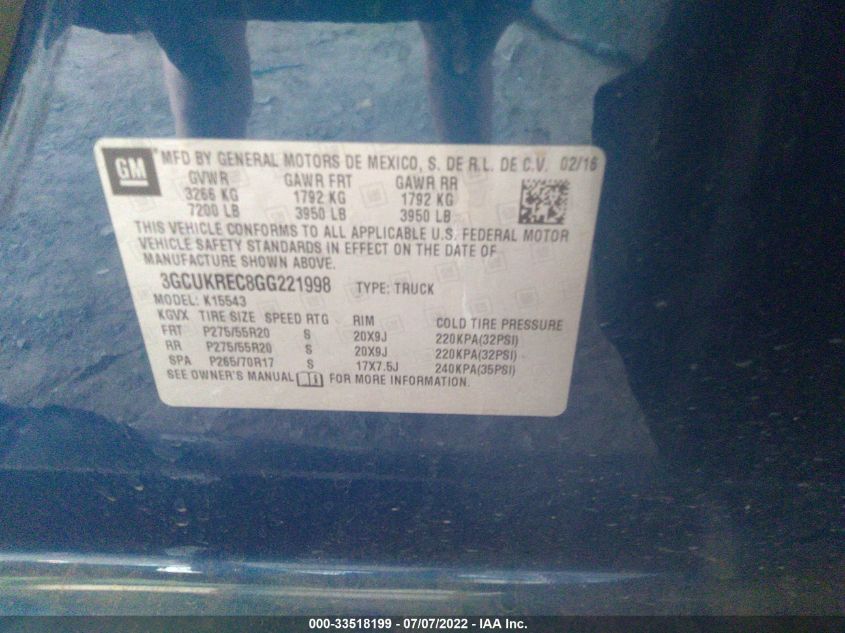 GM MFD BY GENERAL MOTORS DE MEXICO, S. DE R.L. DE C.V. 02/16
GVWR GAWR FRT GAWR RR
3266 KG 1792 KG 1792 KG
7200 LB 3950 LB 3950 LB
THIS VEHICLE CONFORMS TO ALL APPLICABLE U.S. FEDERAL MOTOR
VEHICLE SAFETY STANDARDS IN EFFECT ON THE DATE OF
MANUFACTURE SHOWN ABOVE.
3GCUKREC8GG221998 TYPE: TRUCK
MODEL: K15543
KGVX TIRE SIZE SPEED RTG RIM COLD TIRE PRESSURE
FRT P275/55R20 S 20X9J 220KPA(32PSI)
RR P275/55R20 S 20X9J 220KPA(32PSI)
SPA P265/70R17 S 17X7.5J 240KPA(35PSI)
SEE OWNER'S MANUAL FOR MORE INFORMATION.
000-33518199 - 07/07/2022 - IAA Inc.